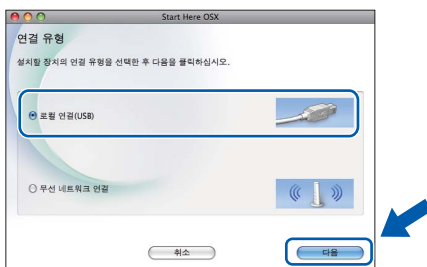 Start Here OSX
연결 유형
설치할 장치의 연결 유형을 선택한 후 다음을 클릭하십시오.
로컬 연결(USB)
무선 네트워크 연결
취소
다음